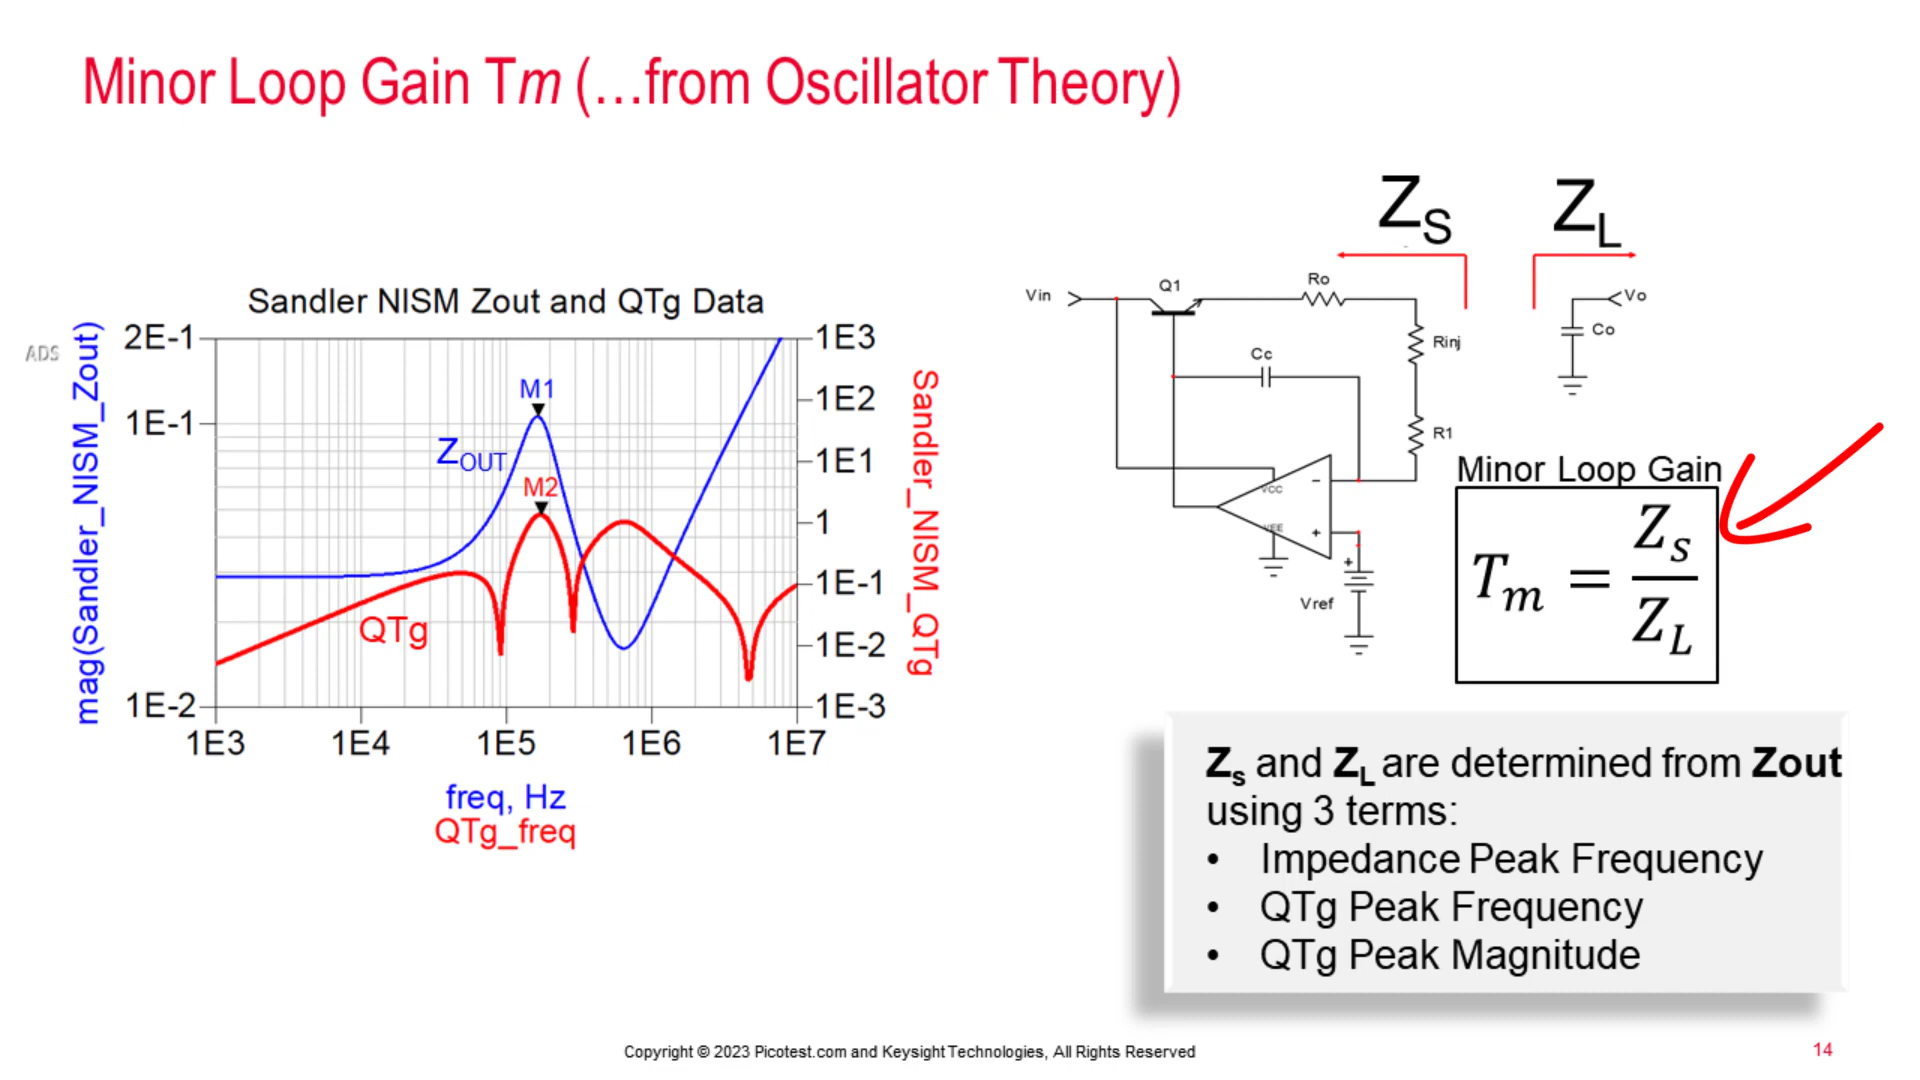 Minor Loop Gain Tm (…from Oscillator Theory)
ADS
Sandler NISM Zout and QTg Data
mag(Sandler_NISM_Zout)
2E-1
1E-1
1E-2
M1
ZOUT
M2
QTg
1E3
1E2
1E1
1
1E-1
1E-2
1E-3
Sandler_NISM_QTg
1E3 1E4 1E5 1E6 1E7
freq, Hz
QTg_freq
ZS ZL
Vin
Q1
Ro
Vo
Co
Rinj
Cc
R1
VCC
VEE
-
+
+
Vref
Minor Loop Gain
Tm = Zs / ZL
Zs and ZL are determined from Zout
using 3 terms:
• Impedance Peak Frequency
• QTg Peak Frequency
• QTg Peak Magnitude
Copyright © 2023 Picotest.com and Keysight Technologies, All Rights Reserved
14